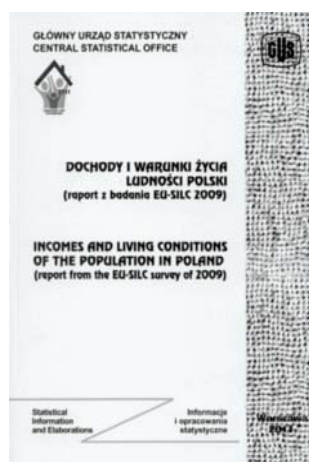 GŁÓWNY URZĄD STATYSTYCZNY
CENTRAL STATISTICAL OFFICE
GUS
DOCHODY I WARUNKI ŻYCIA
LUDNOŚCI POLSKI
(raport z badania EU-SILC 2009)
INCOMES AND LIVING CONDITIONS
OF THE POPULATION IN POLAND
(report from the EU-SILC survey of 2009)
Statistical
Information
and Elaborations
Informacje
i opracowania
statystyczne
Warszawa